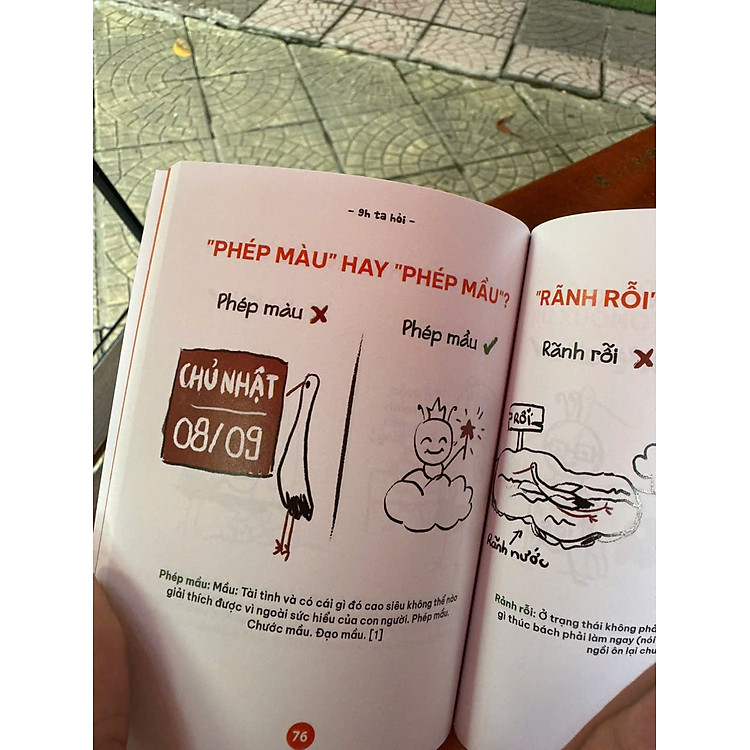 - 9h ta hỏi -
"PHÉP MÀU" HAY "PHÉP MẦU"?
Phép màu ✗
Phép mầu ✓
CHỦ NHẬT
08/09
Phép mầu: Mầu: Tài tình và có cái gì đó cao siêu không thể nào
giải thích được vì ngoài sức hiểu của con người. Phép mầu.
Chước mầu. Đạo mầu. [1]
76
"RÃNH RỖI"
Rãnh rỗi ✗
RỖI
Rãnh nước
Rảnh rỗi: Ở trạng thái không phả
gì thúc bách phải làm ngay (nói
ngồi ôn lại chu